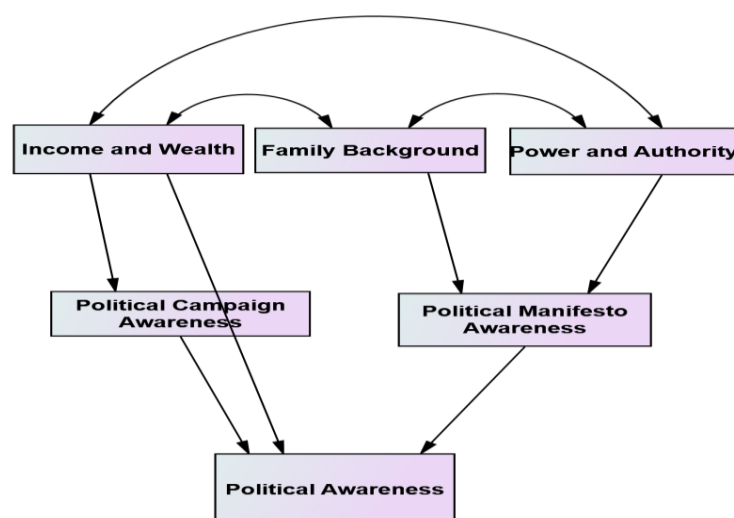 Income and Wealth
Family Background
Power and Authority
Political Campaign
Awareness
Political Manifesto
Awareness
Political Awareness